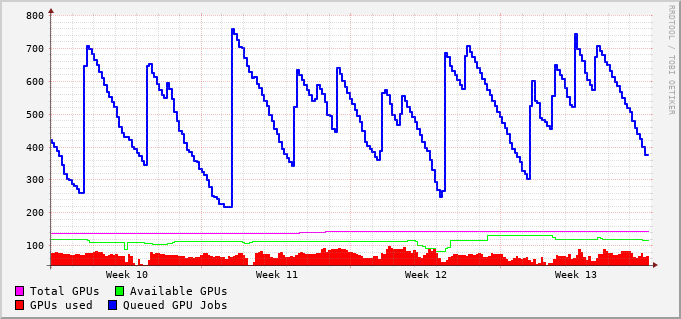 RRDTOOL / TOBI OETIKER
800
700
600
500
400
300
200
100
Week 10 Week 11 Week 12 Week 13
Total GPUs Available GPUs
GPUs used Queued GPU Jobs